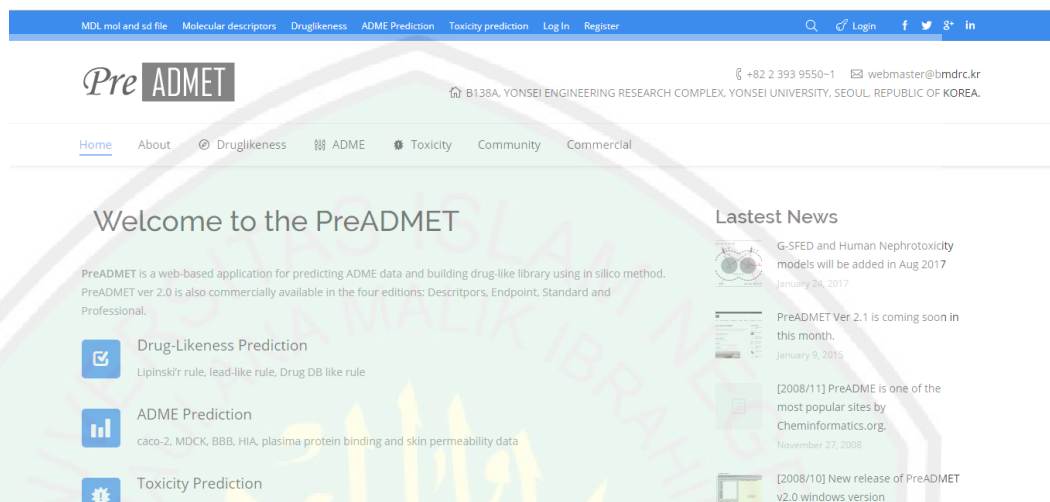 MDL mol and sd file Molecular descriptors Druglikeness ADME Prediction Toxicity prediction Log In Register Login
Pre ADMET
+82 2 393 9550~1 webmaster@bmdrc.kr
B138A, YONSEI ENGINEERING RESEARCH COMPLEX, YONSEI UNIVERSITY, SEOUL, REPUBLIC OF KOREA.
Home About Druglikeness ADME Toxicity Community Commercial
Welcome to the PreADMET
PreADMET is a web-based application for predicting ADME data and building drug-like library using in silico method.
PreADMET ver 2.0 is also commercially available in the four editions: Descritpors, Endpoint, Standard and
Professional.
Drug-Likeness Prediction
Lipinski'r rule, lead-like rule, Drug DB like rule
ADME Prediction
caco-2, MDCK, BBB, HIA, plasima protein binding and skin permeability data
Toxicity Prediction
Lastest News
G-SFED and Human Nephrotoxicity
models will be added in Aug 2017
January 24, 2017
PreADMET Ver 2.1 is coming soon in
this month.
January 9, 2015
[2008/11] PreADME is one of the
most popular sites by
Cheminformatics.org.
November 27, 2008
[2008/10] New release of PreADMET
v2.0 windows version